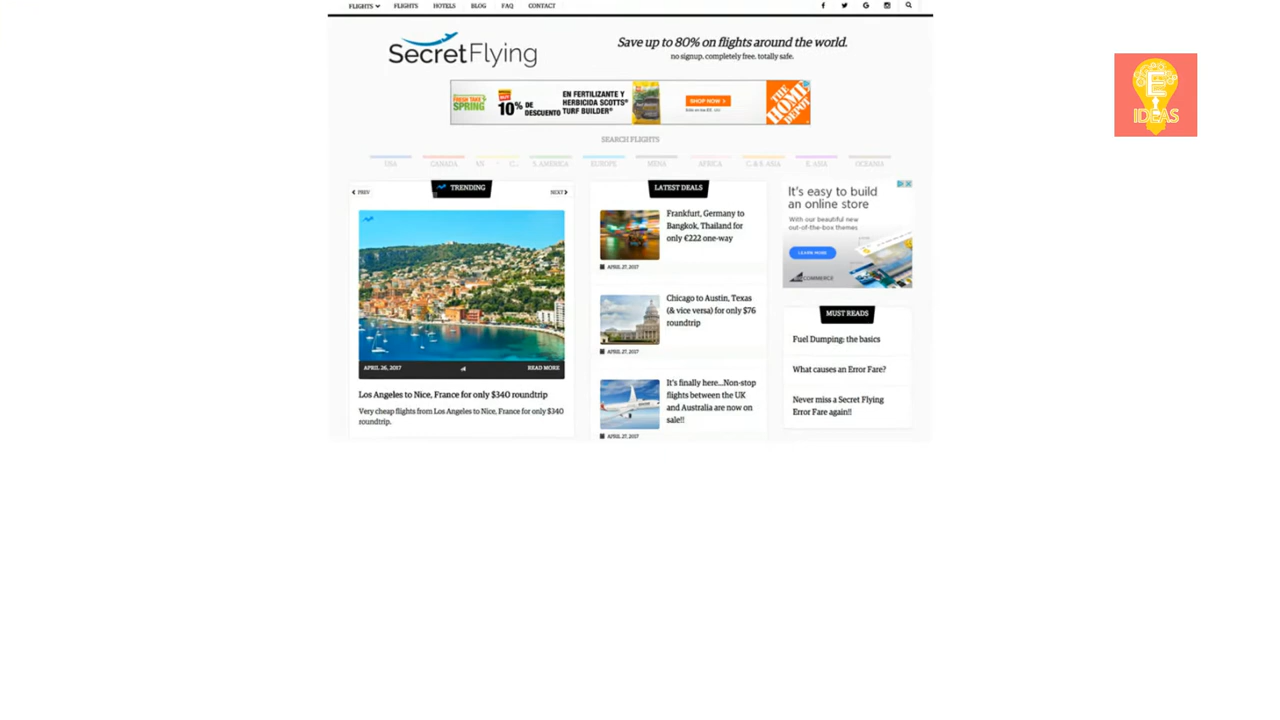 FLIGHTS
FLIGHTS
HOTELS
BLOG
FAQ
CONTACT
SecretFlying
Save up to 80% on flights around the world.
no signup. completely free. totally safe.
FRESH TAKE
SPRING
10% DE
DESCUENTO
EN FERTILIZANTE Y
HERBICIDA SCOTTS®
TURF BUILDER®
SHOP NOW >
THE HOME DEPOT
SEARCH FLIGHTS
USA
CANADA
S. AMERICA
EUROPE
MENA
AFRICA
C. & S. ASIA
E. ASIA
OCEANIA
PREV
TRENDING
NEXT
APRIL 26, 2017
READ MORE
Los Angeles to Nice, France for only $340 roundtrip
Very cheap flights from Los Angeles to Nice, France for only $340
roundtrip.
LATEST DEALS
Frankfurt, Germany to
Bangkok, Thailand for
only €222 one-way
APRIL 27, 2017
Chicago to Austin, Texas
(& vice versa) for only $76
roundtrip
APRIL 27, 2017
It's finally here...Non-stop
flights between the UK
and Australia are now on
sale!!
APRIL 27, 2017
It's easy to build
an online store
With our beautiful new
out-of-the-box themes
LEARN MORE
COMMERCE
MUST READS
Fuel Dumping: the basics
What causes an Error Fare?
Never miss a Secret Flying
Error Fare again!!
IDEAS